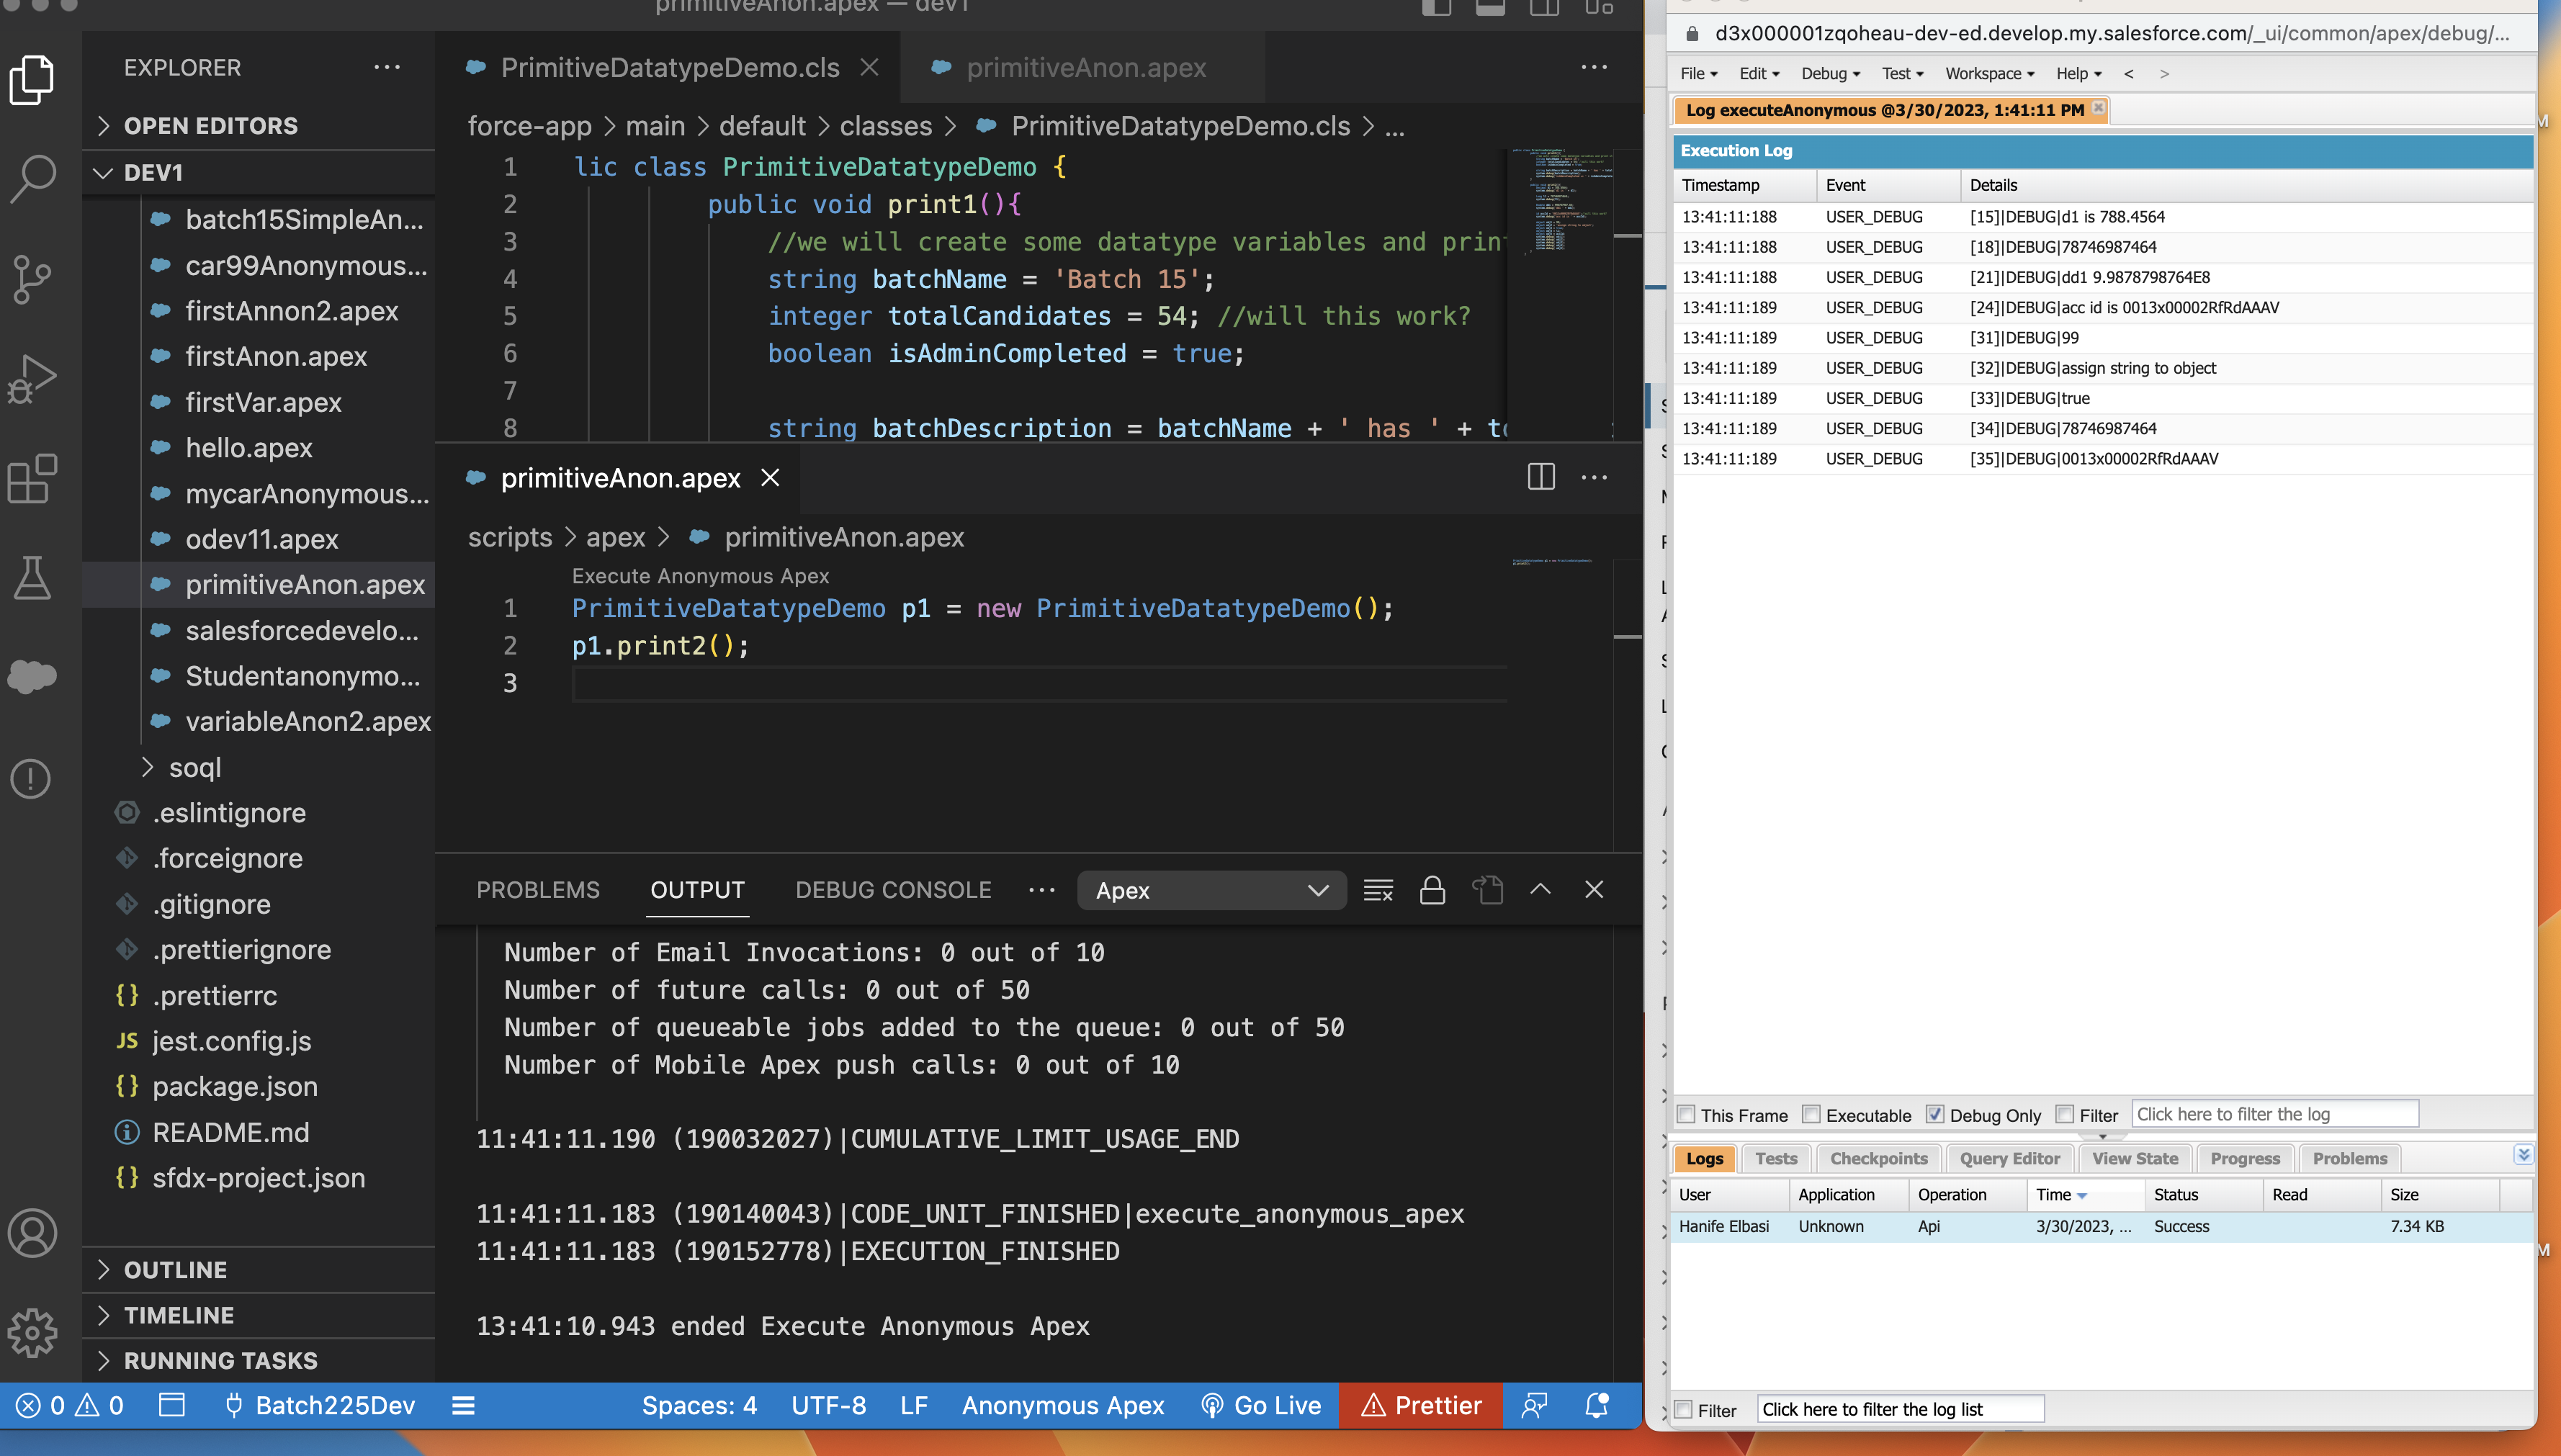 primitiveAnon.apex — dev1
EXPLORER
OPEN EDITORS
DEV1
batch15SimpleAn...
car99Anonymous...
firstAnnon2.apex
firstAnon.apex
firstVar.apex
hello.apex
mycarAnonymous...
odev11.apex
primitiveAnon.apex
salesforcedevelo...
Studentanonymo...
variableAnon2.apex
soql
.eslintignore
.forceignore
.gitignore
.prettierignore
{} .prettierrc
JS jest.config.js
{} package.json
README.md
{} sfdx-project.json
OUTLINE
TIMELINE
RUNNING TASKS
PrimitiveDatatypeDemo.cls
primitiveAnon.apex
force-app > main > default > classes > PrimitiveDatatypeDemo.cls > ...
1 lic class PrimitiveDatatypeDemo {
2 public void print1(){
3 //we will create some datatype variables and prin
4 string batchName = 'Batch 15';
5 integer totalCandidates = 54; //will this work?
6 boolean isAdminCompleted = true;
7
8 string batchDescription = batchName + ' has ' + to
primitiveAnon.apex
scripts > apex > primitiveAnon.apex
Execute Anonymous Apex
1 PrimitiveDatatypeDemo p1 = new PrimitiveDatatypeDemo();
2 p1.print2();
3
PROBLEMS OUTPUT DEBUG CONSOLE ... Apex
Number of Email Invocations: 0 out of 10
Number of future calls: 0 out of 50
Number of queueable jobs added to the queue: 0 out of 50
Number of Mobile Apex push calls: 0 out of 10
11:41:11.190 (190032027)|CUMULATIVE_LIMIT_USAGE_END
11:41:11.183 (190140043)|CODE_UNIT_FINISHED|execute_anonymous_apex
11:41:11.183 (190152778)|EXECUTION_FINISHED
13:41:10.943 ended Execute Anonymous Apex
0 0 Batch225Dev Spaces: 4 UTF-8 LF Anonymous Apex Go Live Prettier
d3x000001zqoheau-dev-ed.develop.my.salesforce.com/_ui/common/apex/debug/...
File Edit Debug Test Workspace Help < >
Log executeAnonymous @3/30/2023, 1:41:11 PM
Execution Log
Timestamp Event Details
13:41:11:188 USER_DEBUG [15]|DEBUG|d1 is 788.4564
13:41:11:188 USER_DEBUG [18]|DEBUG|78746987464
13:41:11:188 USER_DEBUG [21]|DEBUG|dd1 9.9878798764E8
13:41:11:189 USER_DEBUG [24]|DEBUG|acc id is 0013x00002RfRdAAAV
13:41:11:189 USER_DEBUG [31]|DEBUG|99
13:41:11:189 USER_DEBUG [32]|DEBUG|assign string to object
13:41:11:189 USER_DEBUG [33]|DEBUG|true
13:41:11:189 USER_DEBUG [34]|DEBUG|78746987464
13:41:11:189 USER_DEBUG [35]|DEBUG|0013x00002RfRdAAAV
This Frame Executable Debug Only Filter Click here to filter the log
Logs Tests Checkpoints Query Editor View State Progress Problems
User Application Operation Time Status Read Size
Hanife Elbasi Unknown Api 3/30/2023, ... Success 7.34 KB
Filter Click here to filter the log list